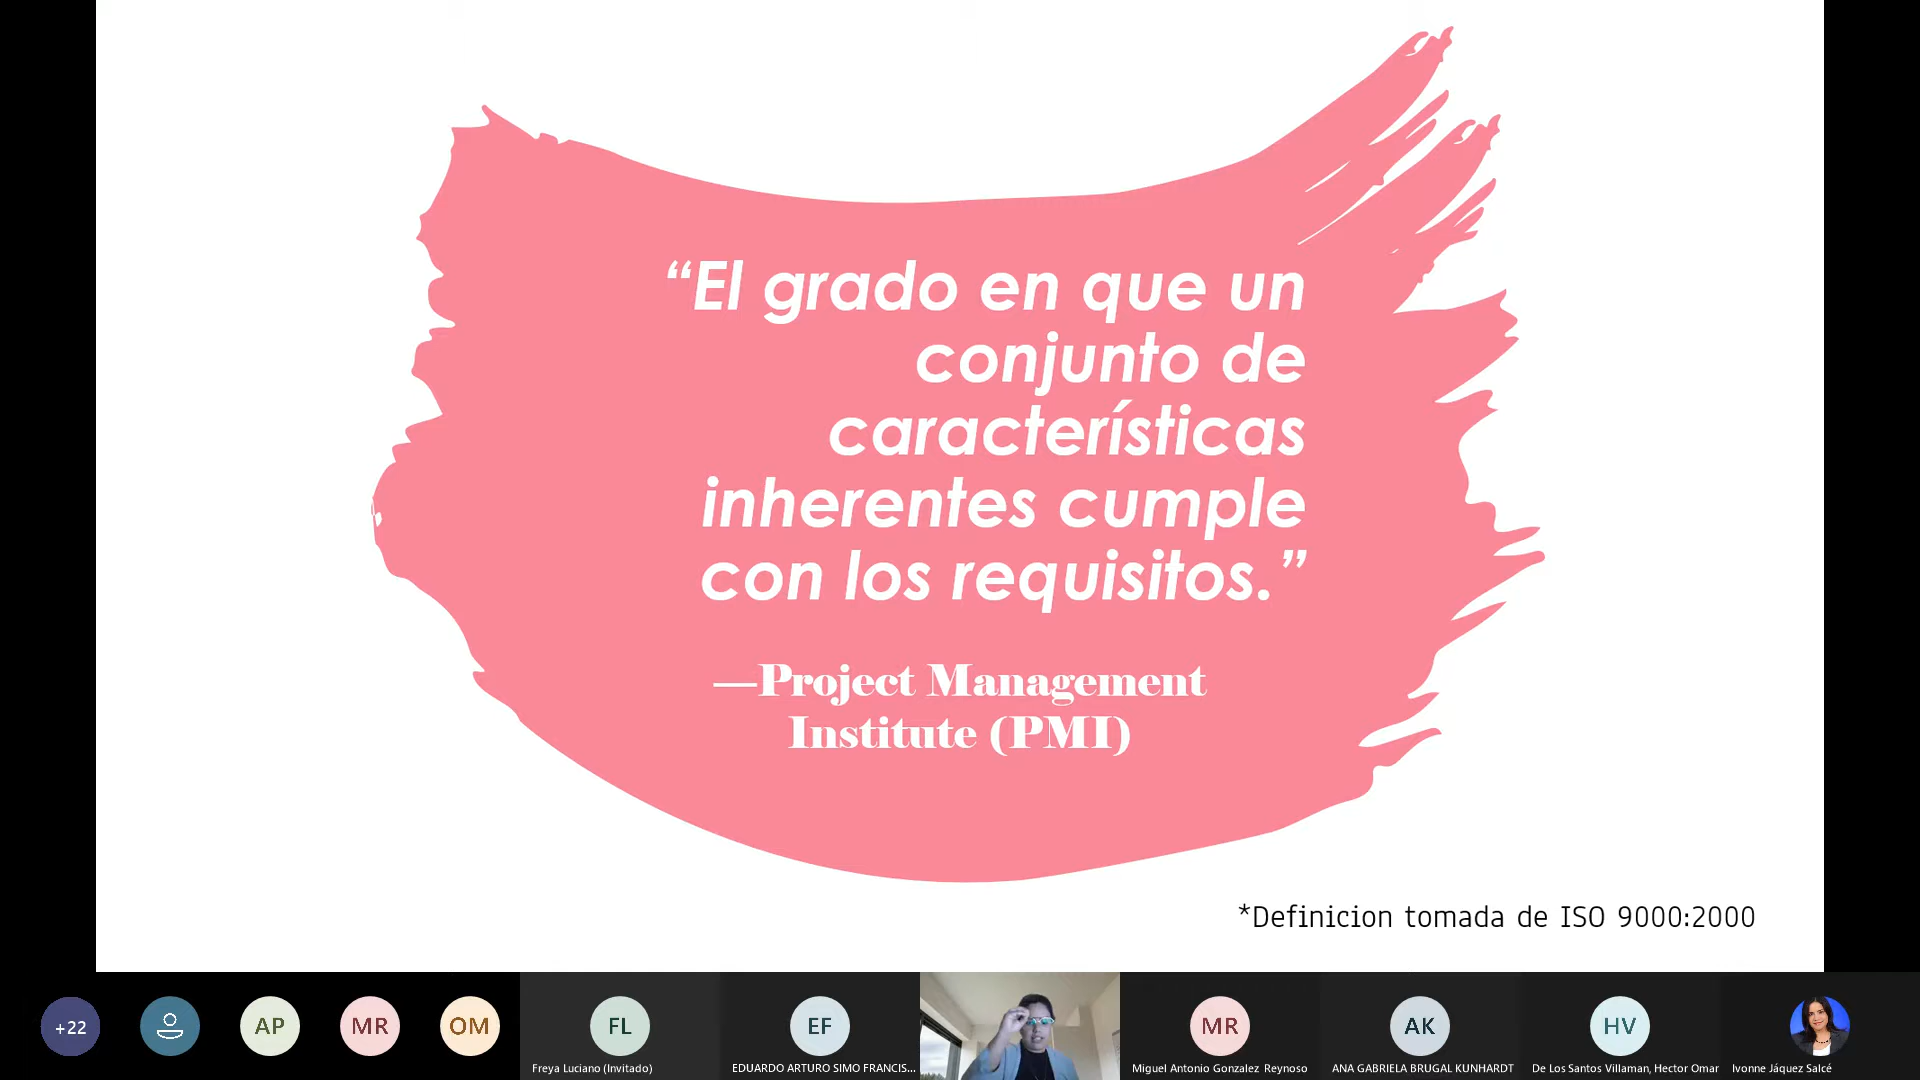 “El grado en que un
conjunto de
características
inherentes cumple
con los requisitos.”
—Project Management
Institute (PMI)
*Definicion tomada de ISO 9000:2000
+22
AP
MR
OM
FL
Freya Luciano (Invitado)
EF
EDUARDO ARTURO SIMO FRANCIS...
MR
Miguel Antonio Gonzalez Reynoso
AK
ANA GABRIELA BRUGAL KUNHARDT
HV
De Los Santos Villaman, Hector Omar
Ivonne Jáquez Salcé